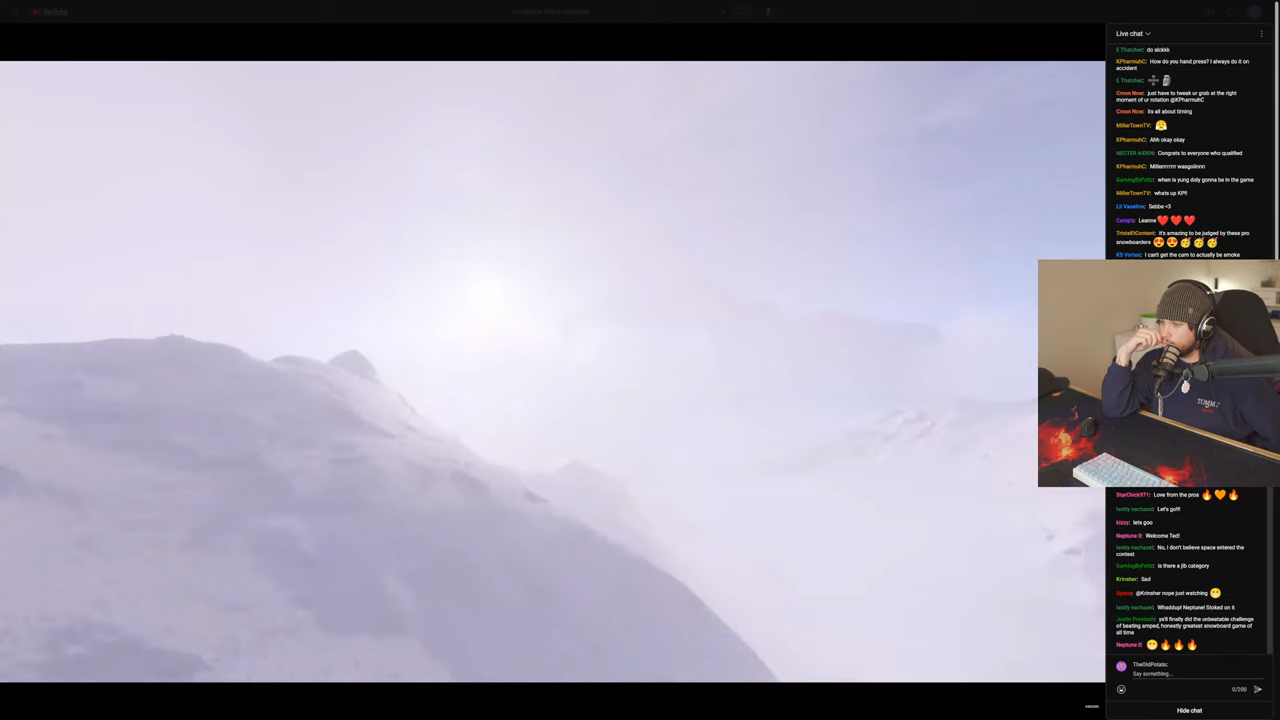 Live chat
E Thatcher: do sickkk
KPharmuhC: How do you hand press? I always do it on
accident
E Thatcher:
Cmon Now: just have to tweak ur grab at the right
moment of ur rotation @KPharmuhC
Cmon Now: its all about timing
MillerTownTV:
KPharmuhC: Ahh okay okay
NECTER AIDEN: Congrats to everyone who qualified
KPharmuhC: Millerrrrrrr wasgoiinnn
GamingByFoltz: when is yung doly gonna be in the game
MillerTownTV: whats up KP!!
Lil Vaseline: Sebbe <3
Leanne
TristeEtContent: it's amazing to be judged by these pro
snowboarders
KS Vortex: I can't get the cam to actually be smoke
TOMM
StarChick971: Love from the pros
teddy nachazel: Let's go!!!
kizzy: lets goo
Neptune II: Welcome Ted!
teddy nachazel: No, I don't believe space entered the
contest
GamingByFoltz: is there a jib category
Krinsher: Sad
@Krinsher nope just watching
teddy nachazel: Whaddup! Neptune! Stoked on it
ya'll finally did the unbeatable challenge
of beating amped, honestly greatest snowboard game of
all time
Neptune II:
TheOldPotato:
Say something...
0/200
Hide chat